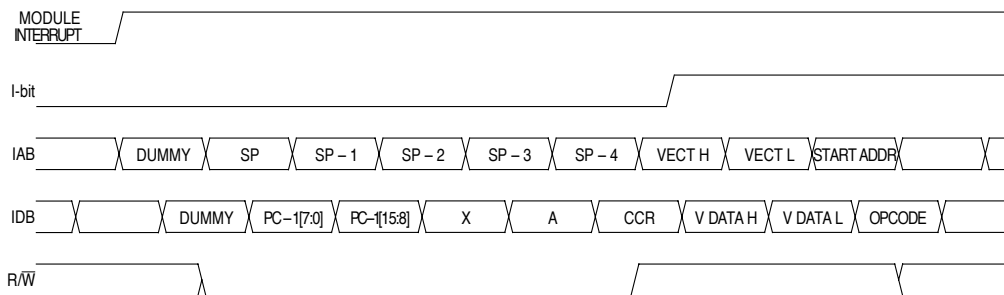 MODULE
INTERRUPT
I-bit
IAB DUMMY SP SP – 1 SP – 2 SP – 3 SP – 4 VECT H VECT L START ADDR
IDB DUMMY PC – 1[7:0] PC–1[15:8] X A CCR V DATA H V DATA L OPCODE
R/W̅